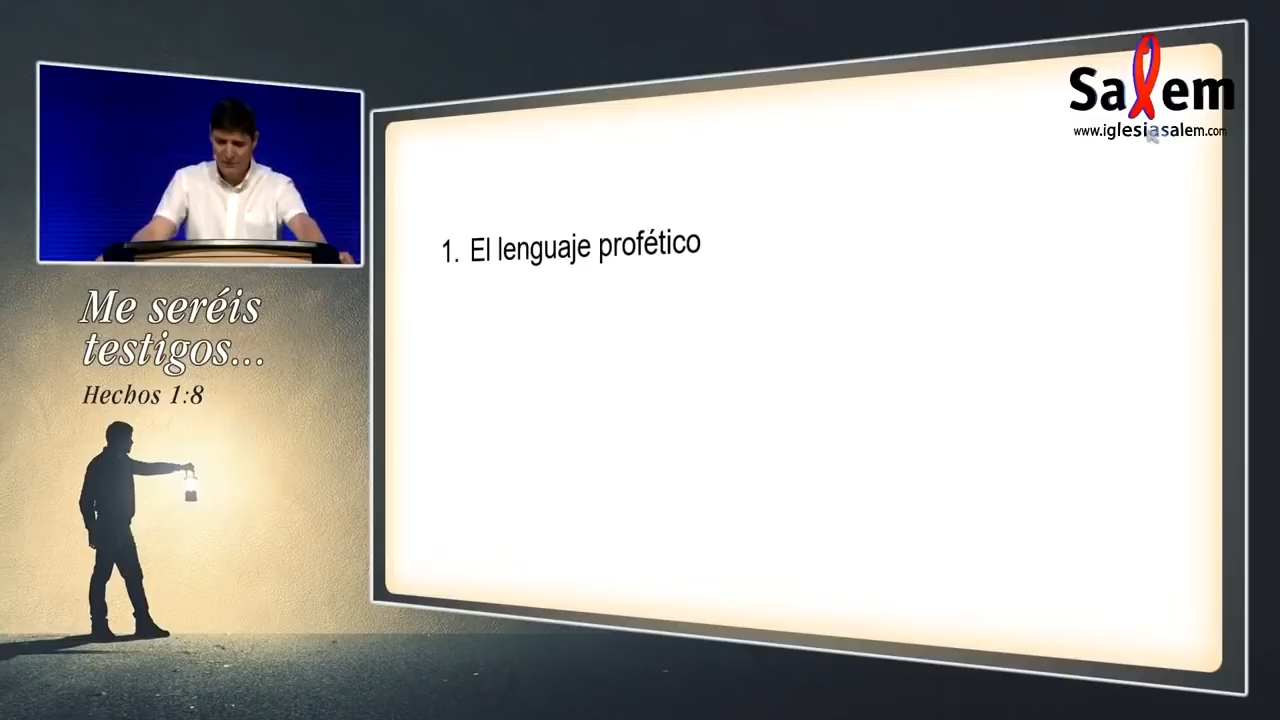 Salem
www.iglesiasalem.com
1. El lenguaje profético
Me seréis
testigos...
Hechos 1:8